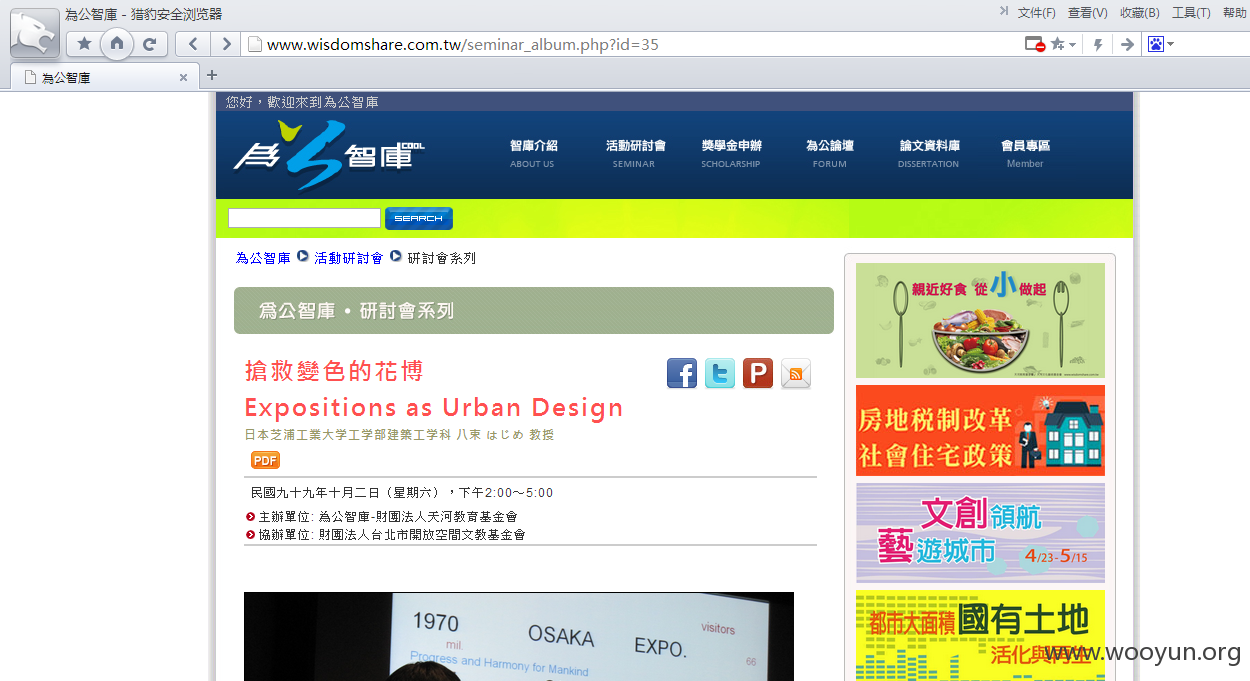 為公智庫 - 猎豹安全浏览器
文件(F) 查看(V) 收藏(B) 工具(T) 帮助
www.wisdomshare.com.tw/seminar_album.php?id=35
為公智庫
您好，歡迎來到為公智庫
為公智庫 COOL
智庫介紹 活動研討會 獎學金申辦 為公論壇 論文資料庫 會員專區
ABOUT US SEMINAR SCHOLARSHIP FORUM DISSERTATION Member
SEARCH
為公智庫 活動研討會 研討會系列
為公智庫・研討會系列
搶救變色的花博
Expositions as Urban Design
日本芝浦工業大学工学部建築工学科 八束 はじめ 教授
PDF
民國九十九年十月二日（星期六），下午2:00～5:00
主辦單位: 為公智庫-財團法人天河教育基金會
協辦單位: 財團法人台北市開放空間文教基金會
1970
mil.
OSAKA
EXPO.
visitors
Progress and Harmony for Mankind
66
親近好食 從小做起
房地稅制改革
社會住宅政策
文創領航
藝遊城市
4/23-5/15
都市大面積國有土地
活化與再生
www.wooyun.org